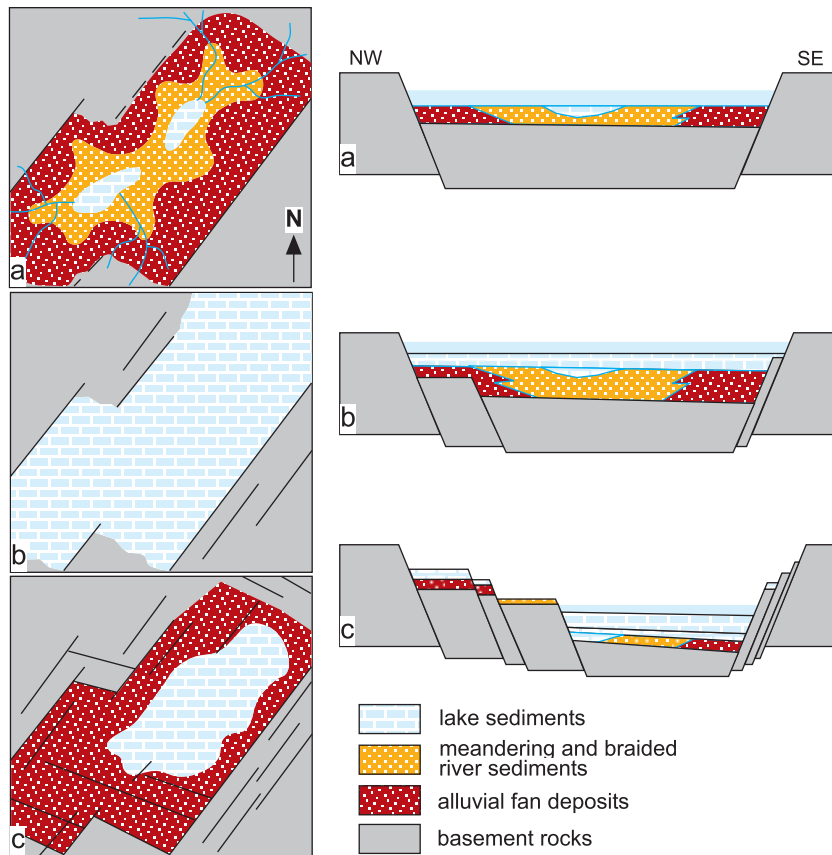 a
N
b
c
NW
SE
a
b
c
lake sediments
meandering and braided
river sediments
alluvial fan deposits
basement rocks